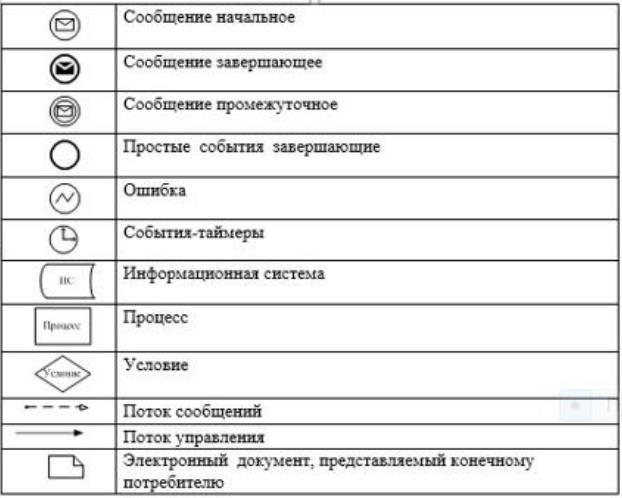 Сообщение начальное
Сообщение завершающее
Сообщение промежуточное
Простые события завершающие
Ошибка
События-таймеры
ИС
Информационная система
Процесс
Процесс
Условие
Условие
Поток сообщений
Поток управления
Электронный документ, представляемый конечному
потребителю